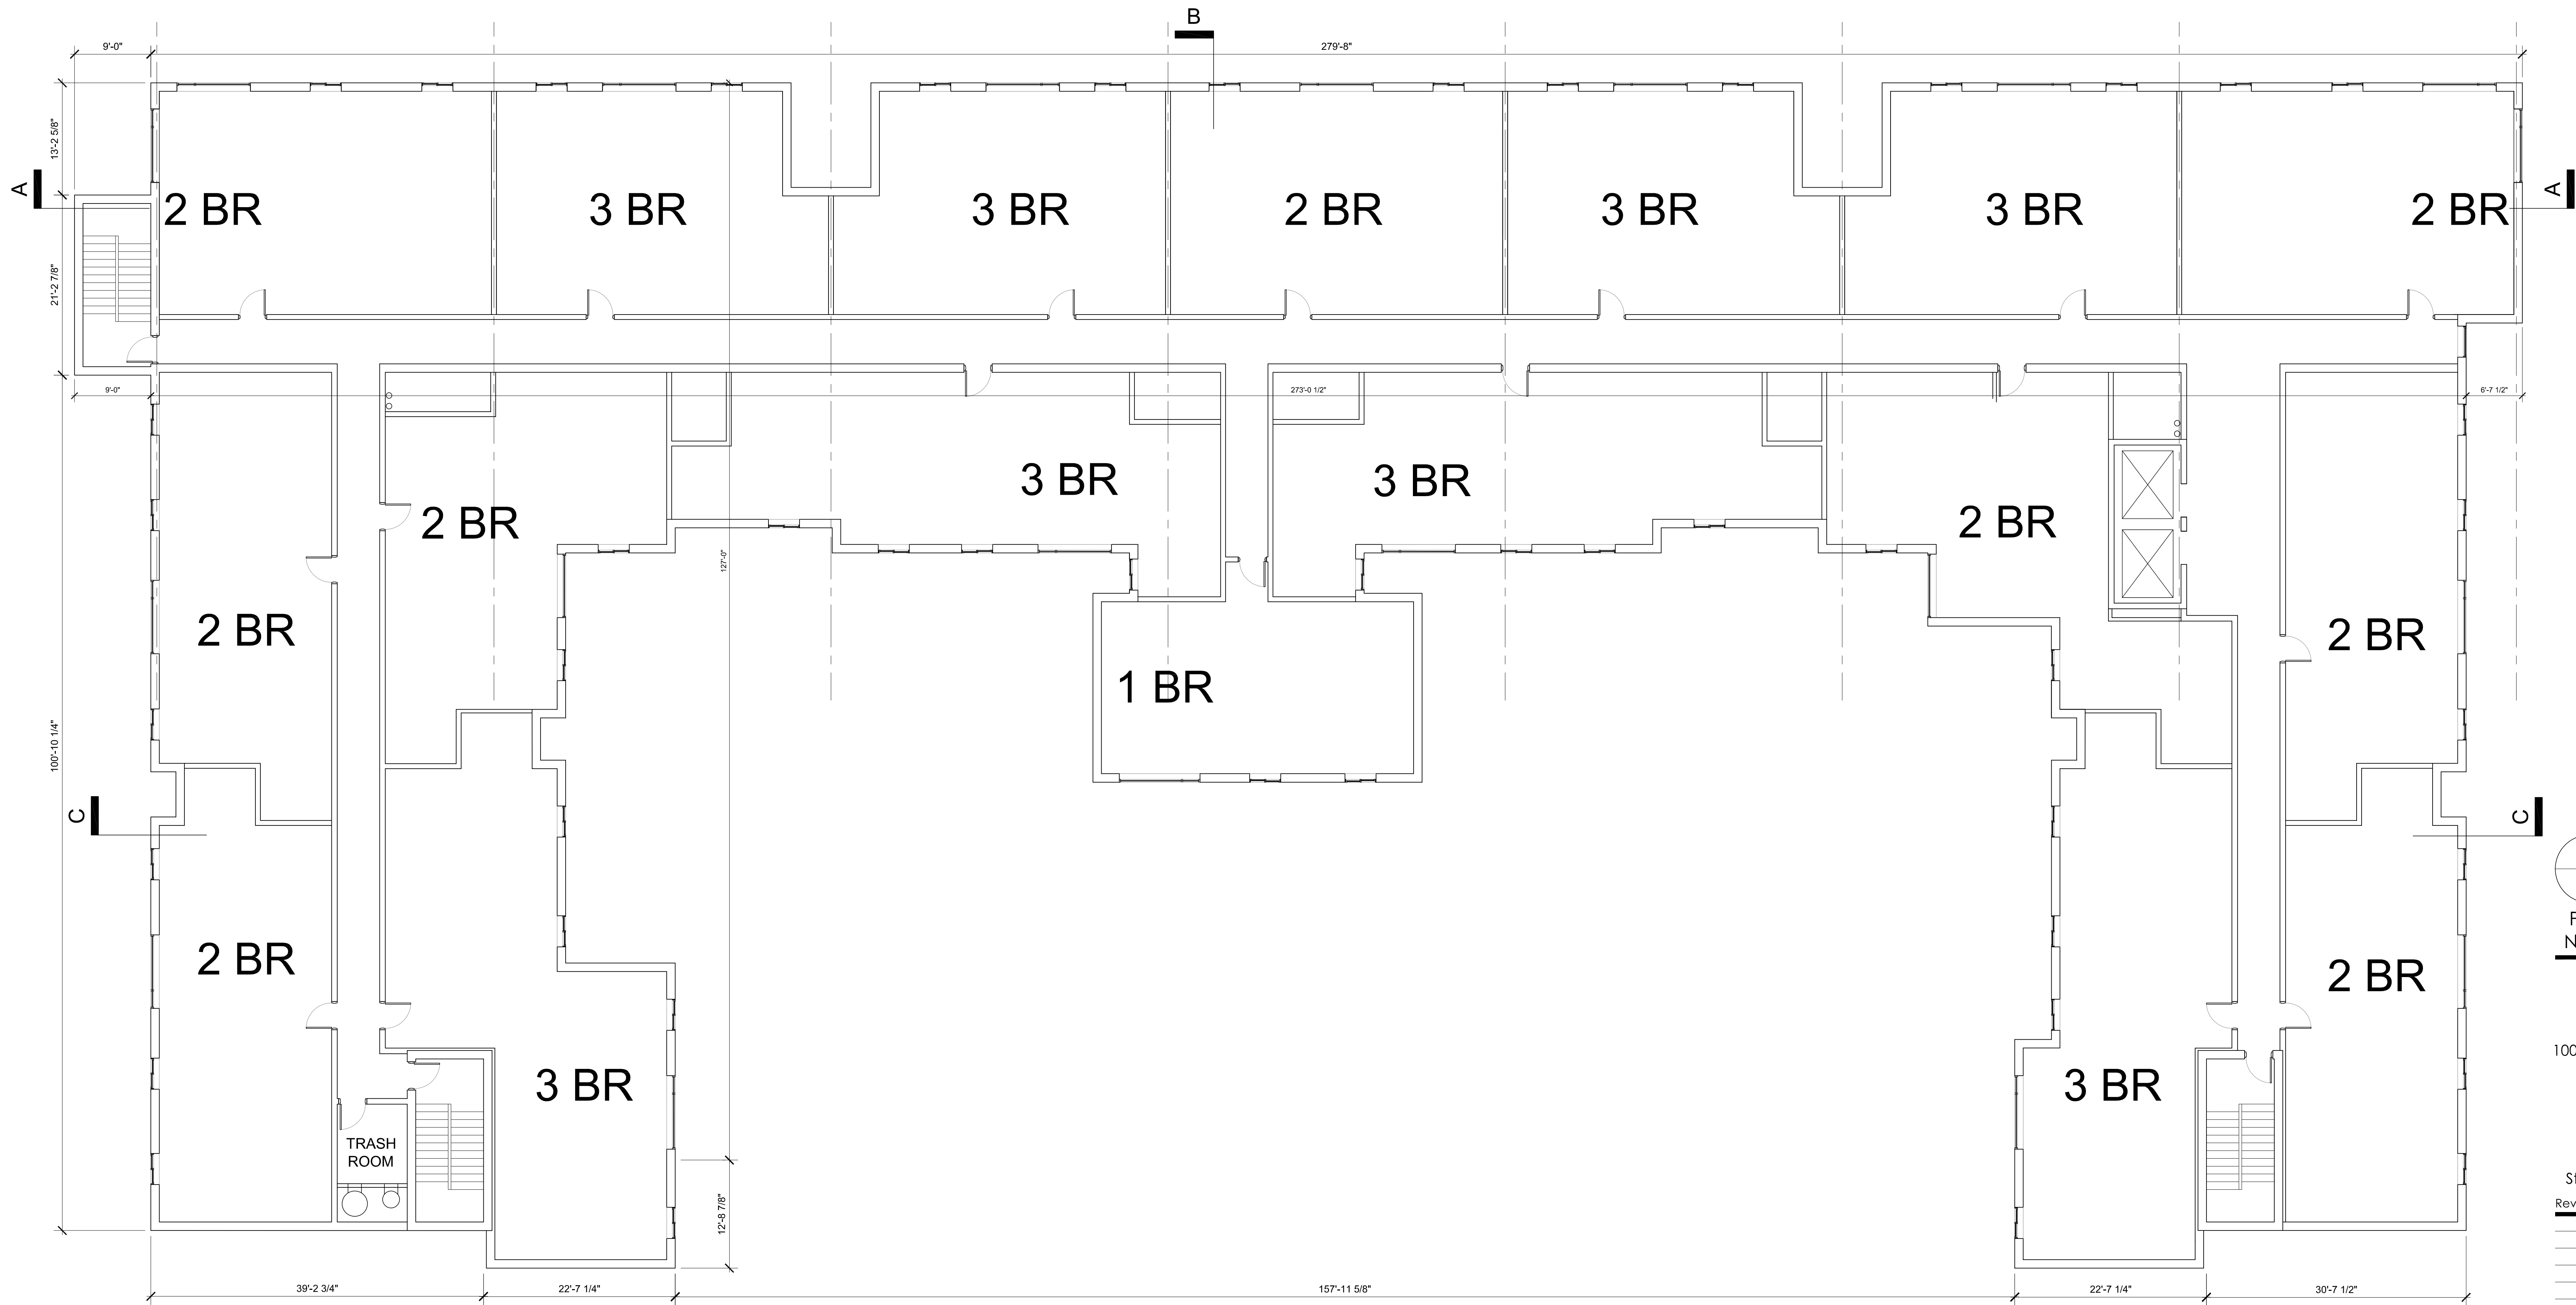 B
9'-0"
279'-8"
13'-2 5/8"
A
A
2 BR
3 BR
3 BR
2 BR
3 BR
3 BR
2 BR
21'-2 7/8"
9'-0"
273'-0 1/2"
6'-7 1/2"
3 BR
3 BR
2 BR
2 BR
127'-0"
2 BR
2 BR
1 BR
100'-10 1/4"
C
C
2 BR
2 BR
100
3 BR
3 BR
TRASH
ROOM
12'-8 7/8"
39'-2 3/4"
22'-7 1/4"
157'-11 5/8"
22'-7 1/4"
30'-7 1/2"